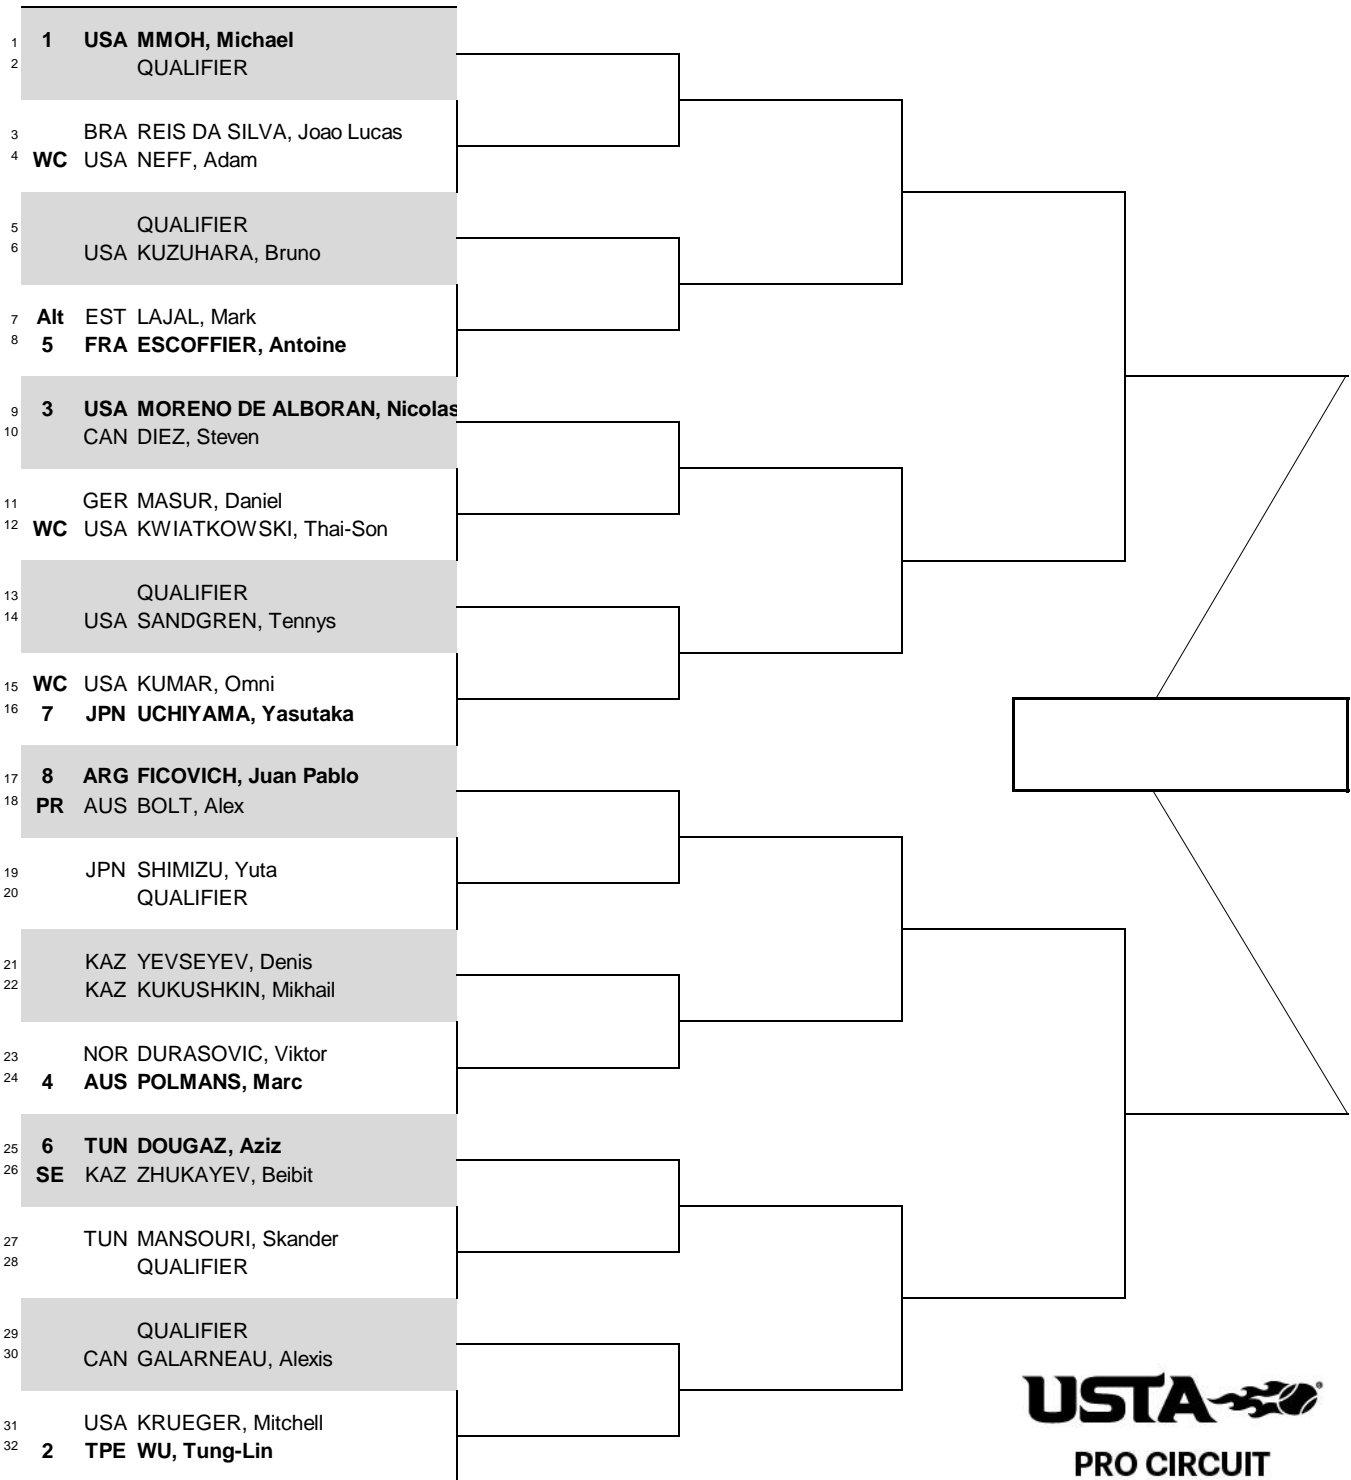 1 1 USA MMOH, Michael
2 QUALIFIER
3 BRA REIS DA SILVA, Joao Lucas
4 WC USA NEFF, Adam
5 QUALIFIER
6 USA KUZUHARA, Bruno
7 Alt EST LAJAL, Mark
8 5 FRA ESCOFFIER, Antoine
9 3 USA MORENO DE ALBORAN, Nicolas
10 CAN DIEZ, Steven
11 GER MASUR, Daniel
12 WC USA KWIATKOWSKI, Thai-Son
13 QUALIFIER
14 USA SANDGREN, Tennys
15 WC USA KUMAR, Omni
16 7 JPN UCHIYAMA, Yasutaka
17 8 ARG FICOVICH, Juan Pablo
18 PR AUS BOLT, Alex
19 JPN SHIMIZU, Yuta
20 QUALIFIER
21 KAZ YEVSEYEV, Denis
22 KAZ KUKUSHKIN, Mikhail
23 NOR DURASOVIC, Viktor
24 4 AUS POLMANS, Marc
25 6 TUN DOUGAZ, Aziz
26 SE KAZ ZHUKAYEV, Beibit
27 TUN MANSOURI, Skander
28 QUALIFIER
29 QUALIFIER
30 CAN GALARNEAU, Alexis
31 USA KRUEGER, Mitchell
32 2 TPE WU, Tung-Lin
USTA
PRO CIRCUIT